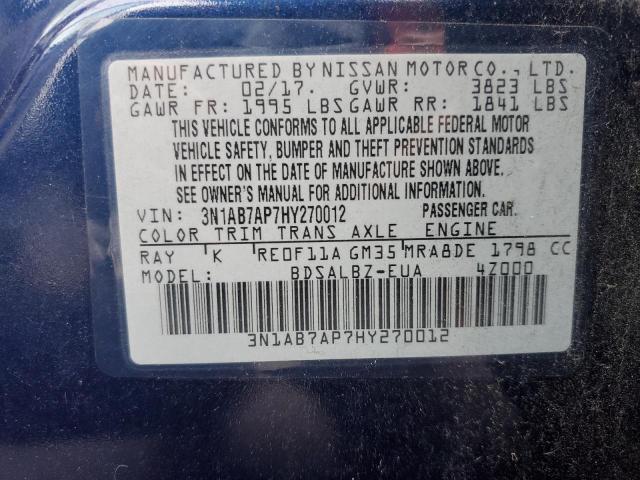 MANUFACTURED BY NISSAN MOTOR CO., LTD.
DATE: 02/17. GVWR: 3823 LBS
GAWR FR: 1995 LBS GAWR RR: 1841 LBS
THIS VEHICLE CONFORMS TO ALL APPLICABLE FEDERAL MOTOR
VEHICLE SAFETY, BUMPER AND THEFT PREVENTION STANDARDS
IN EFFECT ON THE DATE OF MANUFACTURE SHOWN ABOVE.
SEE OWNER'S MANUAL FOR ADDITIONAL INFORMATION.
VIN: 3N1AB7AP7HY270012 PASSENGER CAR.
COLOR TRIM TRANS AXLE ENGINE
RAY K RE0F11A GM35 MRA8DE 1798 CC
MODEL: BDSALBZ-EUA 4Z000
3N1AB7AP7HY270012